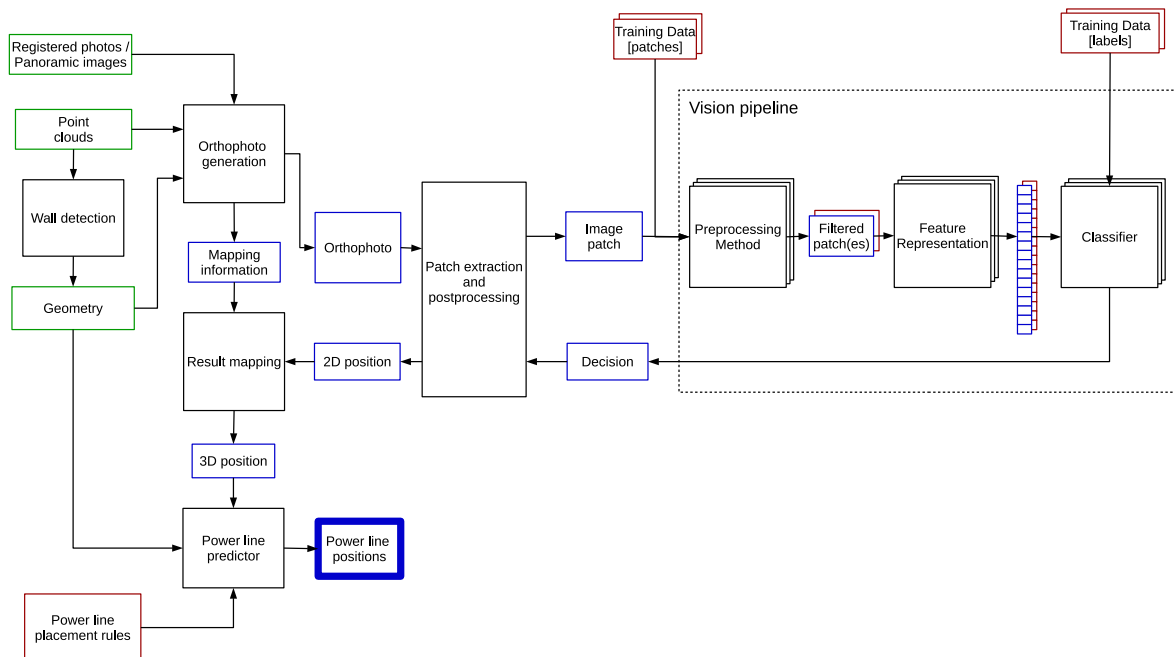 Registered photos /
Panoramic images
Training Data
[patches]
Training Data
[labels]
Vision pipeline
Point
clouds
Orthophoto
generation
Wall detection
Mapping
information
Orthophoto
Patch extraction
and
postprocessing
Image
patch
Preprocessing
Method
Filtered
patch(es)
Feature
Representation
Classifier
Geometry
Result mapping
2D position
Decision
3D position
Power line
predictor
Power line
positions
Power line
placement rules